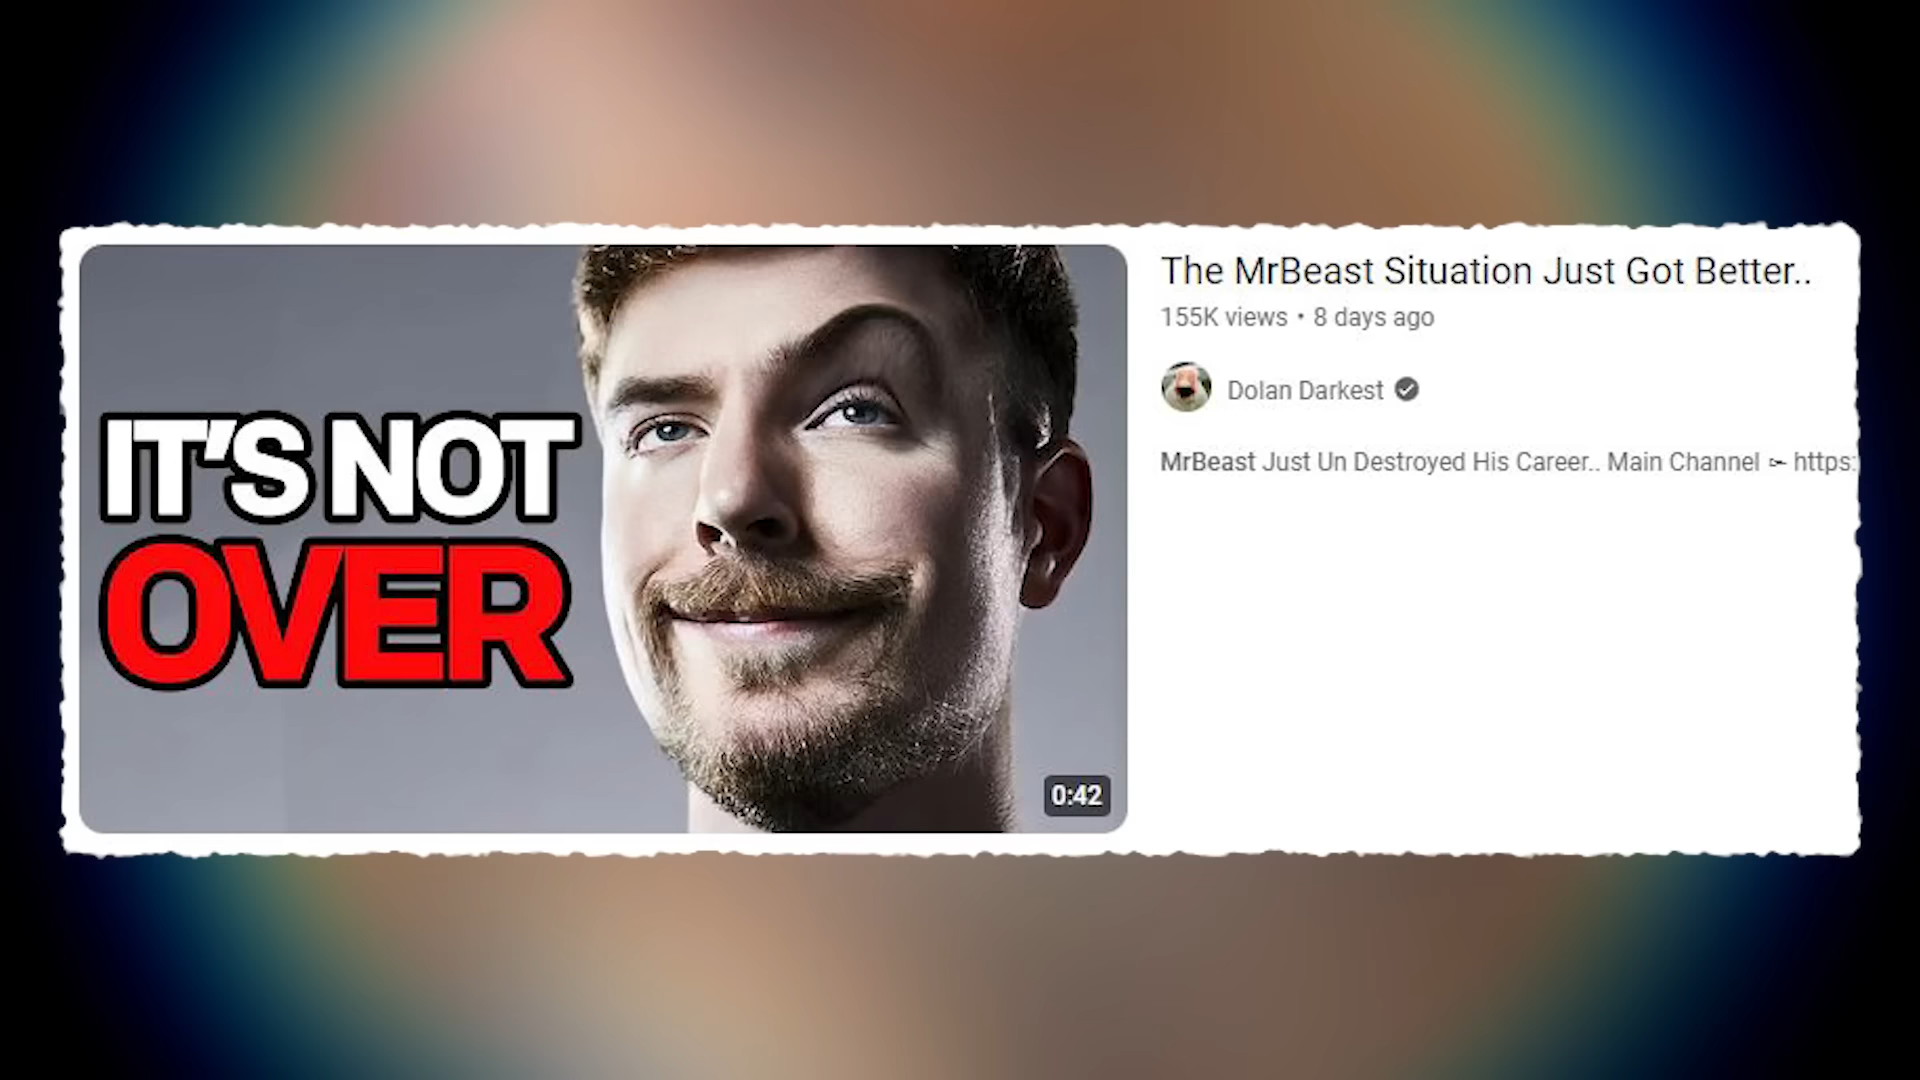 IT'S NOT
OVER
0:42
The MrBeast Situation Just Got Better..
155K views • 8 days ago
Dolan Darkest
MrBeast Just Un Destroyed His Career.. Main Channel ➳ https: